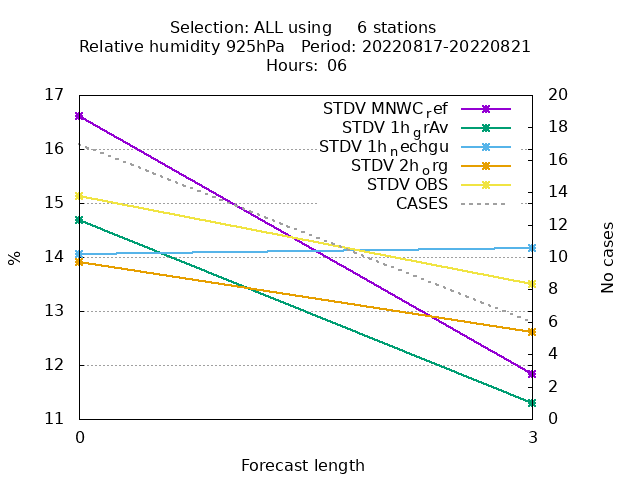 Selection: ALL using 6 stations
Relative humidity 925hPa Period: 20220817-20220821
Hours: 06
17
16
15
14
13
12
11
20
18
16
14
12
10
8
6
4
2
0
STDV MNWC_ref
STDV 1h_grAv
STDV 1h_nechgu
STDV 2h_org
STDV OBS
CASES
%
No cases
0
3
Forecast length